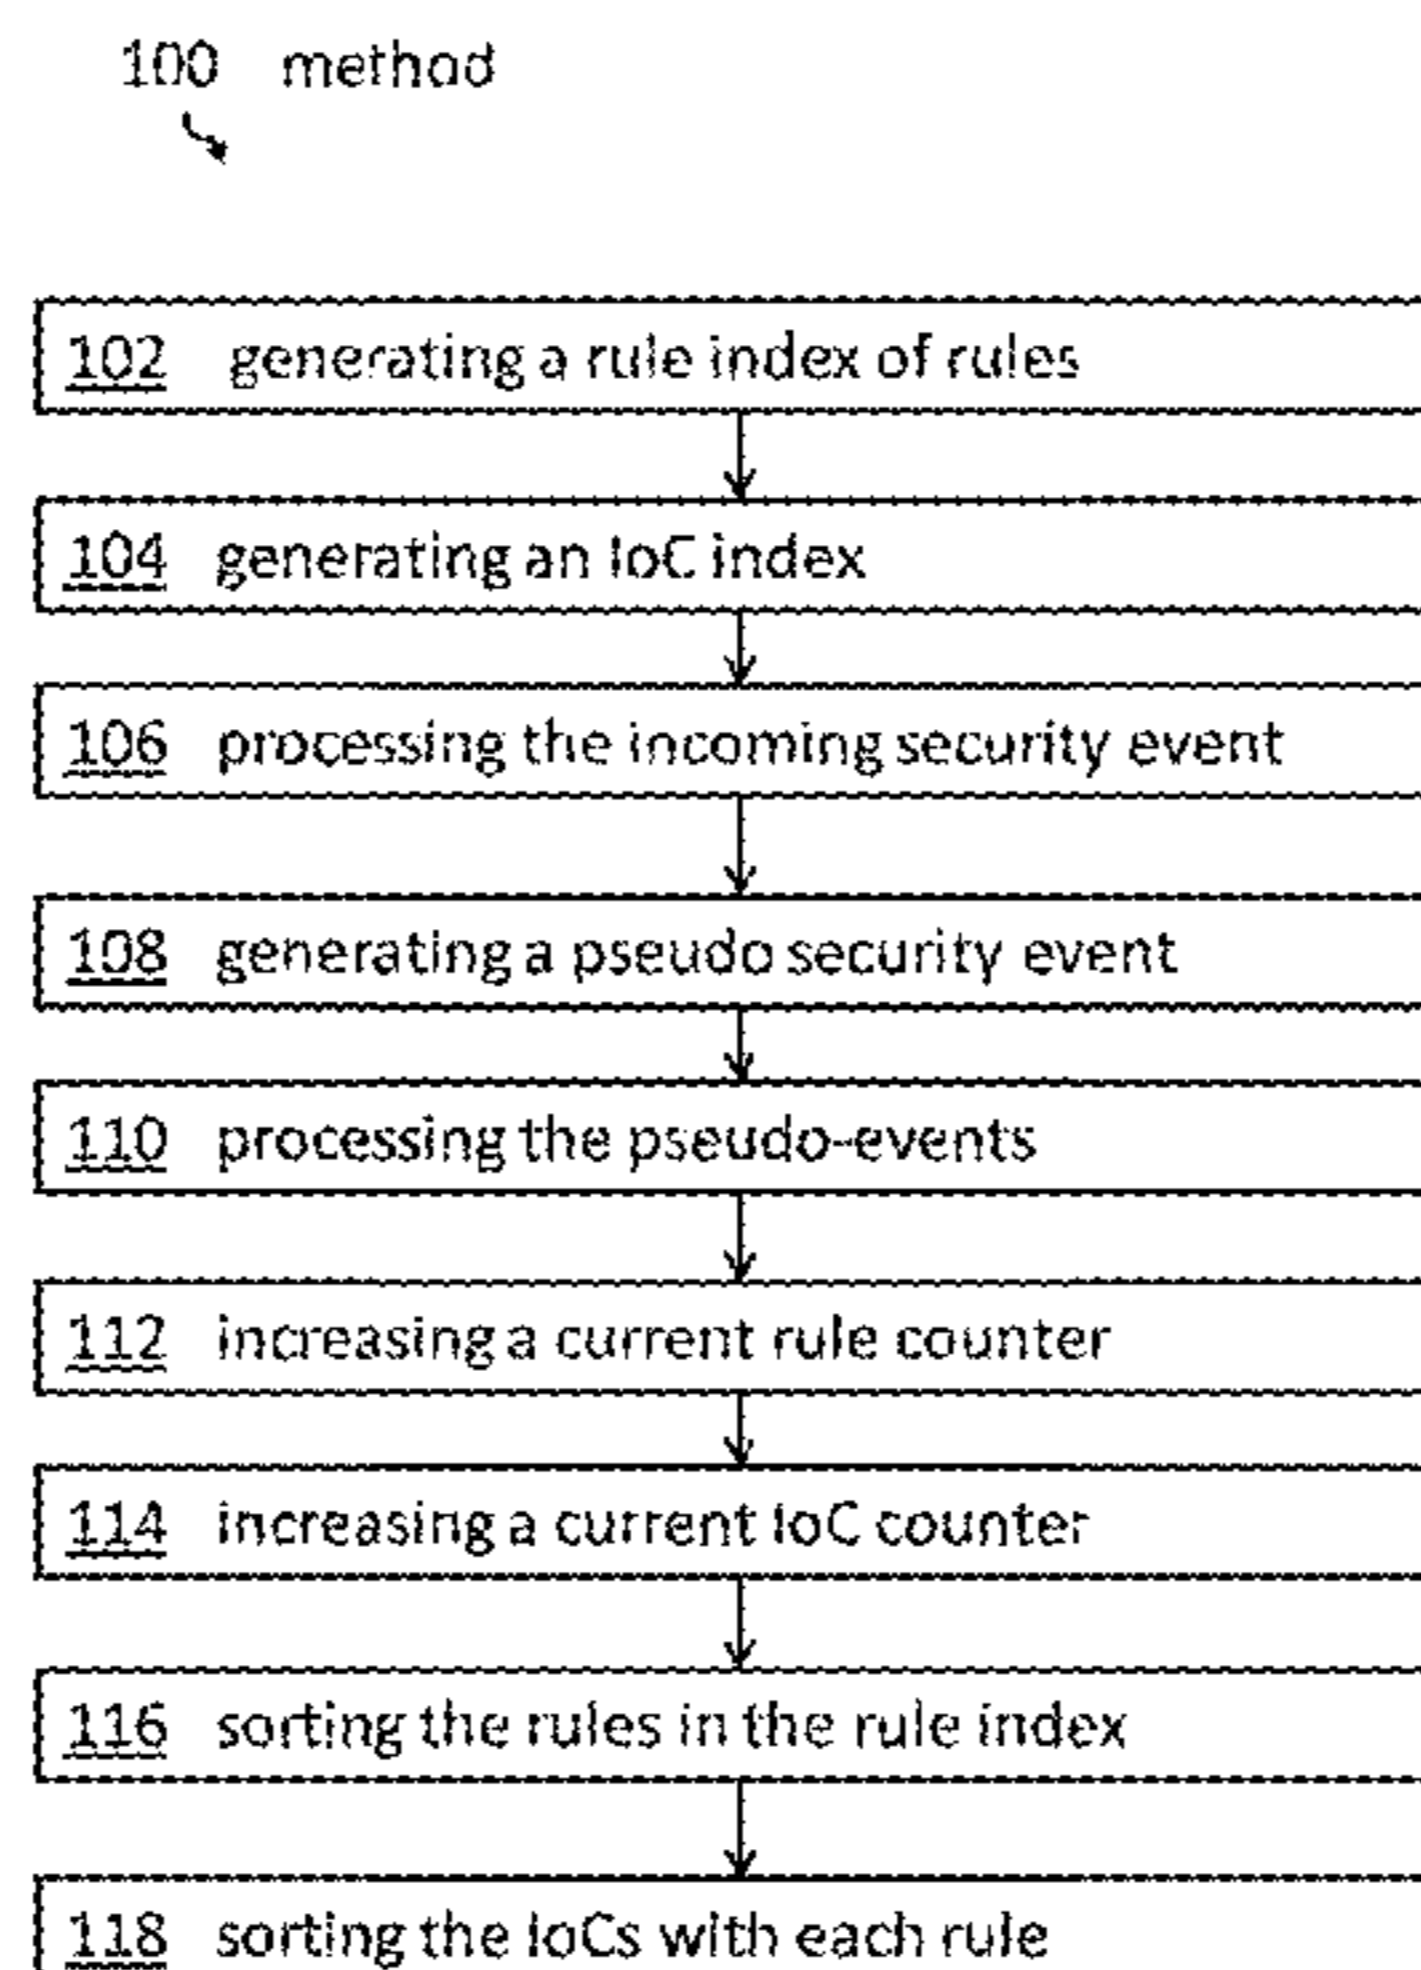 100 method
102 generating a rule index of rules
104 generating an IoC index
106 processing the incoming security event
108 generating a pseudo security event
110 processing the pseudo-events
112 increasing a current rule counter
114 increasing a current IoC counter
116 sorting the rules in the rule index
118 sorting the IoCs with each rule